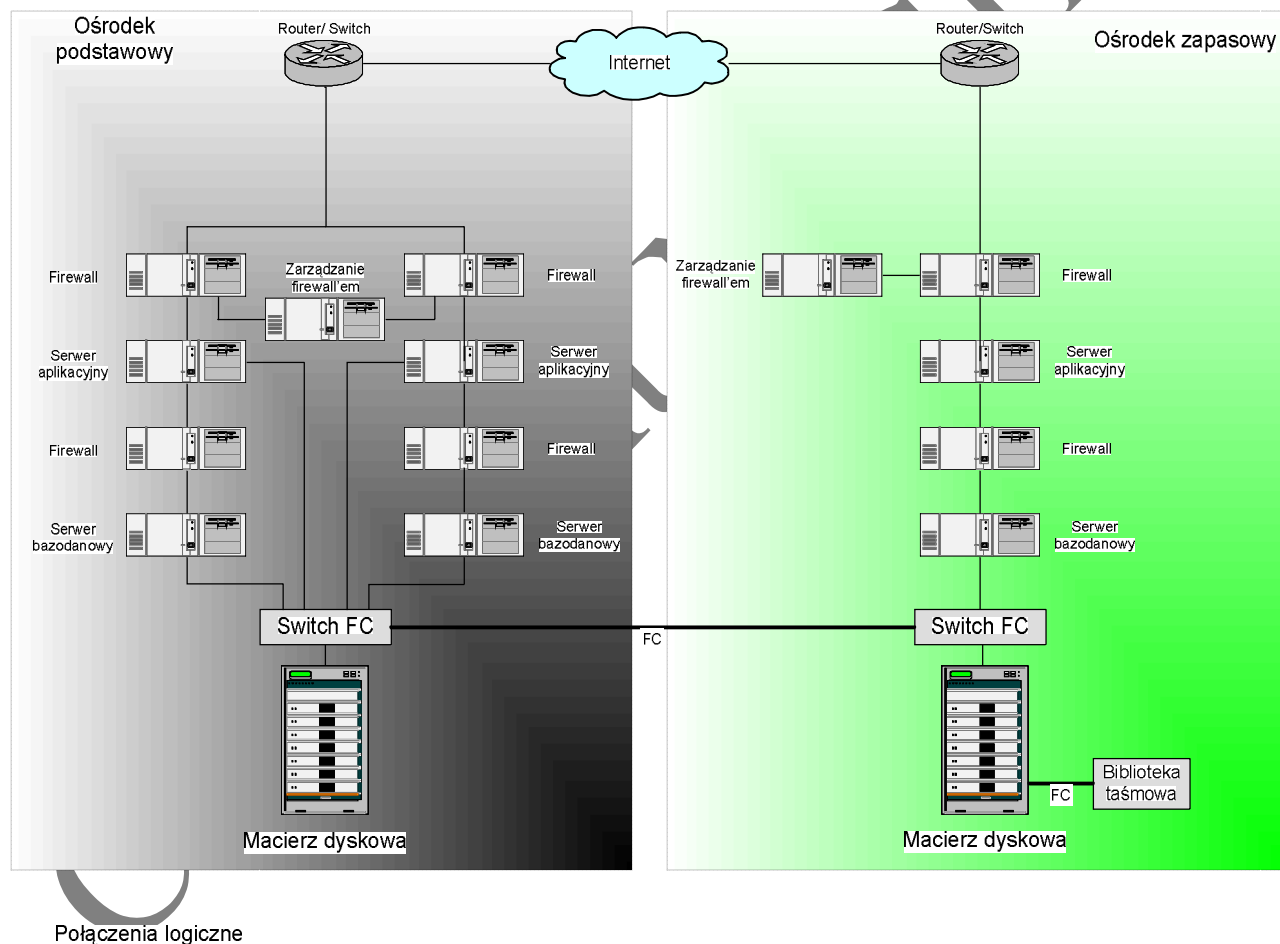 Ośrodek
podstawowy
Router/ Switch
Internet
Router/Switch
Ośrodek zapasowy
Firewall
Zarządzanie
firewall'em
Firewall
Zarządzanie
firewall'em
Firewall
Serwer
aplikacyjny
Serwer
aplikacyjny
Serwer
aplikacyjny
Firewall
Firewall
Firewall
Serwer
bazodanowy
Serwer
bazodanowy
Serwer
bazodanowy
Switch FC
FC
Switch FC
Macierz dyskowa
Macierz dyskowa
FC
Biblioteka
taśmowa
Połączenia logiczne